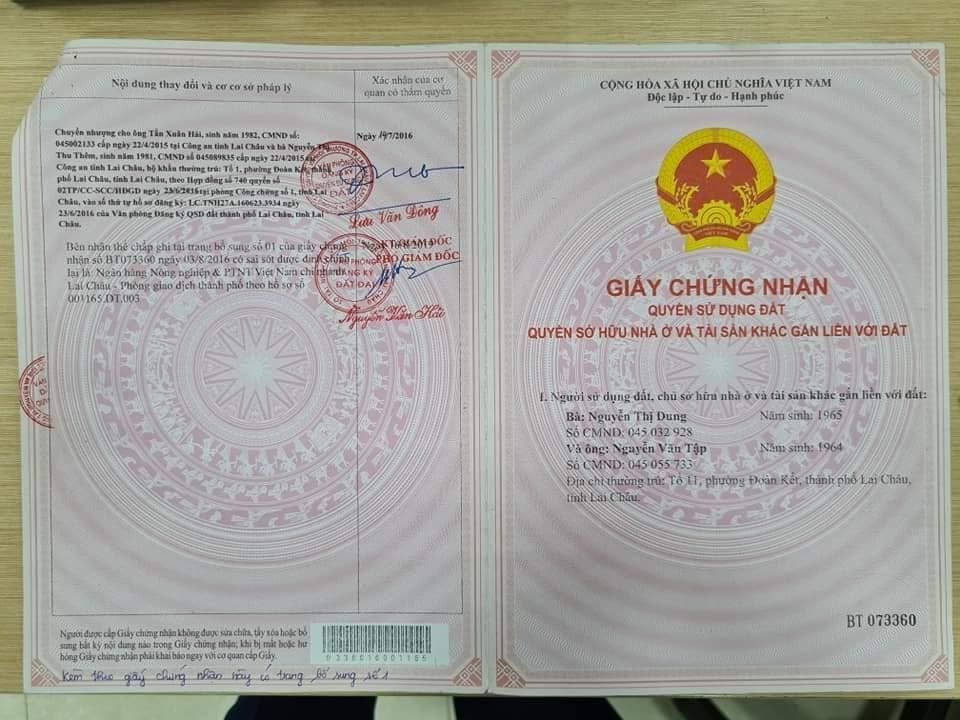 Nội dung thay đổi và cơ sở pháp lý
Xác nhận của cơ
quan có thẩm quyền
Chuyển nhượng cho ông Tẩn Xuân Hải, sinh năm 1982, CMND số:
045002133 cấp ngày 22/4/2015 tại Công an tỉnh Lai Châu và bà Nguyễn Thị
Thu Thêm, sinh năm 1981, CMND số 045089835 cấp ngày 22/4/2015 tại
Công an tỉnh Lai Châu, hộ khẩu thường trú: Tổ 1, phường Đoàn Kết, thành
phố Lai Châu, tỉnh Lai Châu, theo Hợp đồng số 740 quyển số
02TP/CC-SCC/HĐGD ngày 23/6/2016 tại phòng Công chứng số 1, tỉnh Lai
Châu, vào sổ thứ tự hồ sơ đăng ký: LC.TNH27A.160623.3934 ngày
23/6/2016 của Văn phòng Đăng ký QSD đất thành phố Lai Châu, tỉnh Lai
Châu.
Ngày 14/7/2016
Lưu Văn Đông
Bên nhận thế chấp ghi tại trang bổ sung số 01 của giấy chứng
nhận số BT073360 ngày 03/8/2016 có sai sót được đính chính
lại là: Ngân hàng Nông nghiệp & PTNT Việt Nam chi nhánh
Lai Châu - Phòng giao dịch thành phố theo hồ sơ số
001165.DT.003
KT.GIÁM ĐỐC
PHÓ GIÁM ĐỐC
ĐĂNG KÝ
ĐẤT ĐAI
Nguyễn Văn Hải
Người được cấp Giấy chứng nhận không được sửa chữa, tẩy xóa hoặc bổ
sung bất kỳ nội dung nào trong Giấy chứng nhận; khi bị mất hoặc hư
hỏng Giấy chứng nhận phải khai báo ngay với cơ quan cấp Giấy.
Kèm theo giấy chứng nhận này có trang bổ sung số 1
CỘNG HÒA XÃ HỘI CHỦ NGHĨA VIỆT NAM
Độc lập - Tự do - Hạnh phúc
VIỆT NAM
GIẤY CHỨNG NHẬN
QUYỀN SỬ DỤNG ĐẤT
QUYỀN SỞ HỮU NHÀ Ở VÀ TÀI SẢN KHÁC GẮN LIỀN VỚI ĐẤT
I. Người sử dụng đất, chủ sở hữu nhà ở và tài sản khác gắn liền với đất:
Bà: Nguyễn Thị Dung Năm sinh: 1965
Số CMND: 045 032 928
Và ông: Nguyễn Văn Tập Năm sinh: 1964
Số CMND: 045 055 733
Địa chỉ thường trú: Tổ 11, phường Đoàn Kết, thành phố Lai Châu,
tỉnh Lai Châu.
BT 073360